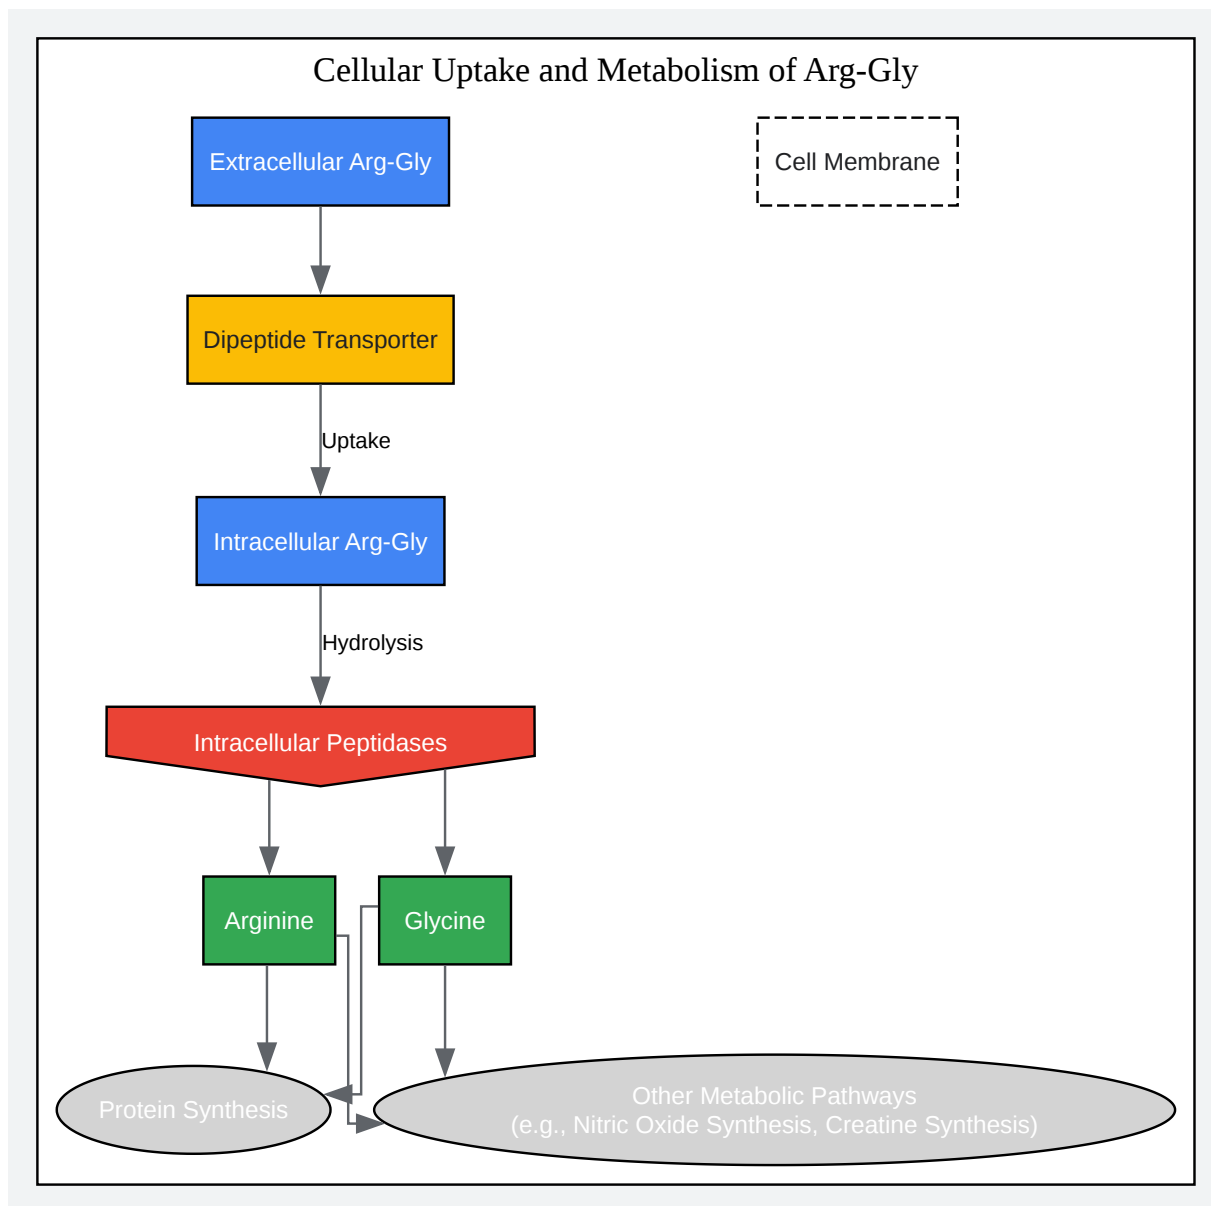 Cellular Uptake and Metabolism of Arg-Gly
Extracellular Arg-Gly
Cell Membrane
Dipeptide Transporter
Uptake
Intracellular Arg-Gly
Hydrolysis
Intracellular Peptidases
Arginine
Glycine
Protein Synthesis
Other Metabolic Pathways
(e.g., Nitric Oxide Synthesis, Creatine Synthesis)